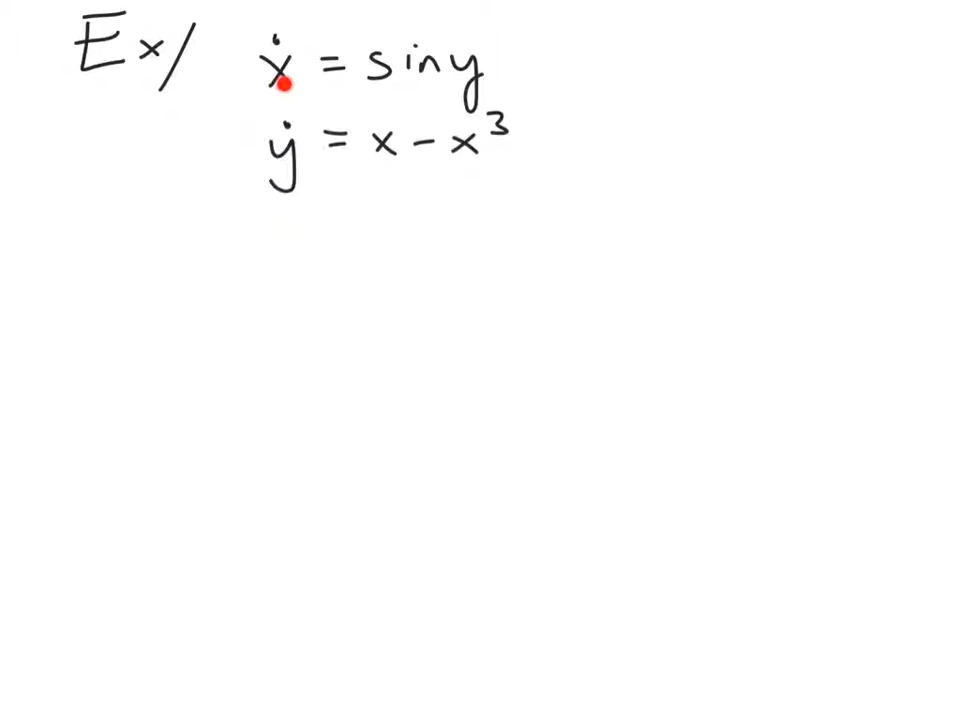 Ex/ ẋ = sin y
ẏ = x - x³